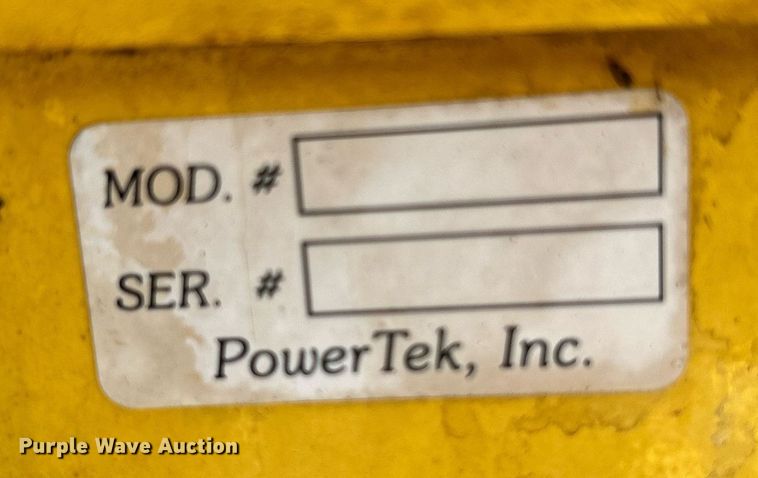 MOD. #
SER. #
PowerTek, Inc.
Purple Wave Auction